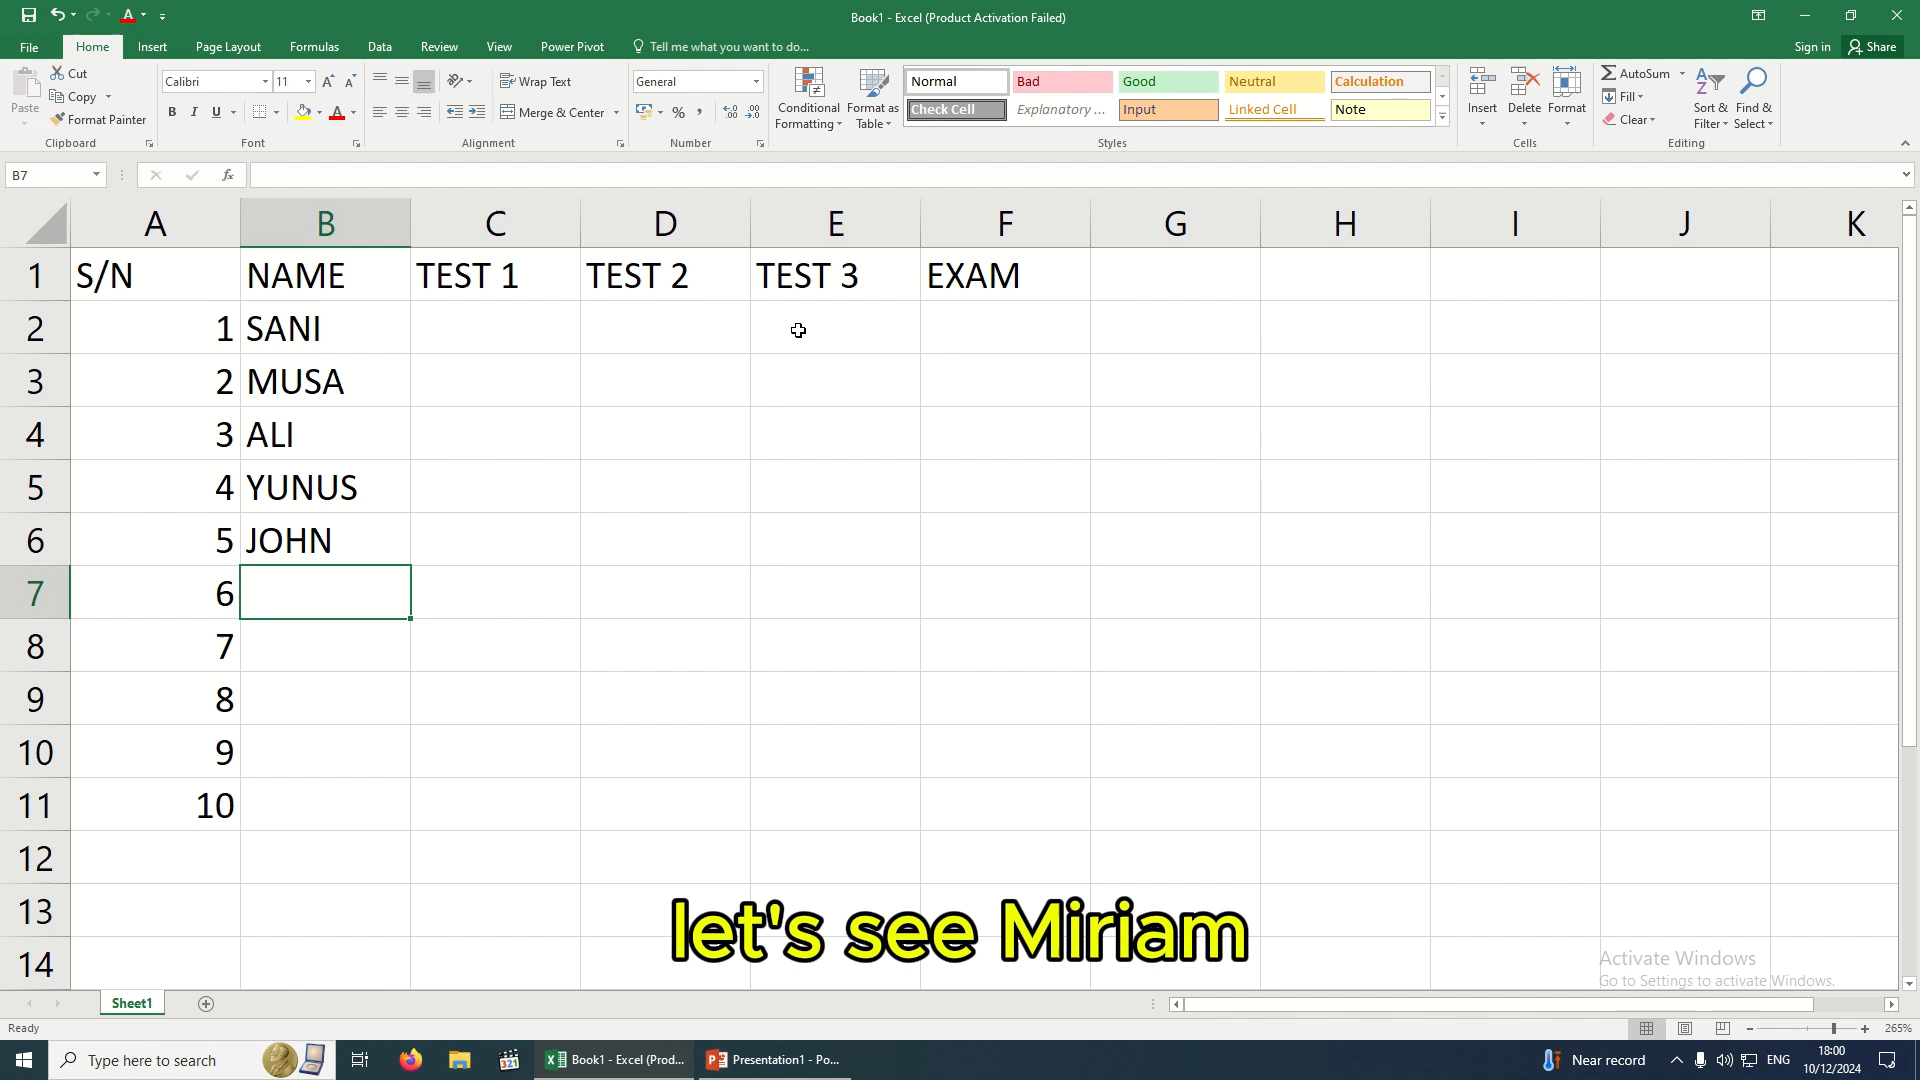 Book1 - Excel (Product Activation Failed)
File Home Insert Page Layout Formulas Data Review View Power Pivot Tell me what you want to do... Sign in Share
Paste Cut Copy Format Painter Clipboard
Calibri 11 B I U A Font
Wrap Text Merge & Center Alignment
General % , Number
Conditional Formatting Format as Table
Normal Bad Good Neutral Calculation
Check Cell Explanatory ... Input Linked Cell Note
Styles
Insert Delete Format Cells
AutoSum Fill Clear Sort & Filter Find & Select Editing
B7 fx
A B C D E F G H I J K
1 S/N NAME TEST 1 TEST 2 TEST 3 EXAM
2 1 SANI
3 2 MUSA
4 3 ALI
5 4 YUNUS
6 5 JOHN
7 6
8 7
9 8
10 9
11 10
12
13
14
let's see Miriam
Activate Windows
Go to Settings to activate Windows.
Sheet1
Ready 265%
Type here to search Book1 - Excel (Prod... Presentation1 - Po... Near record ENG 18:00
10/12/2024